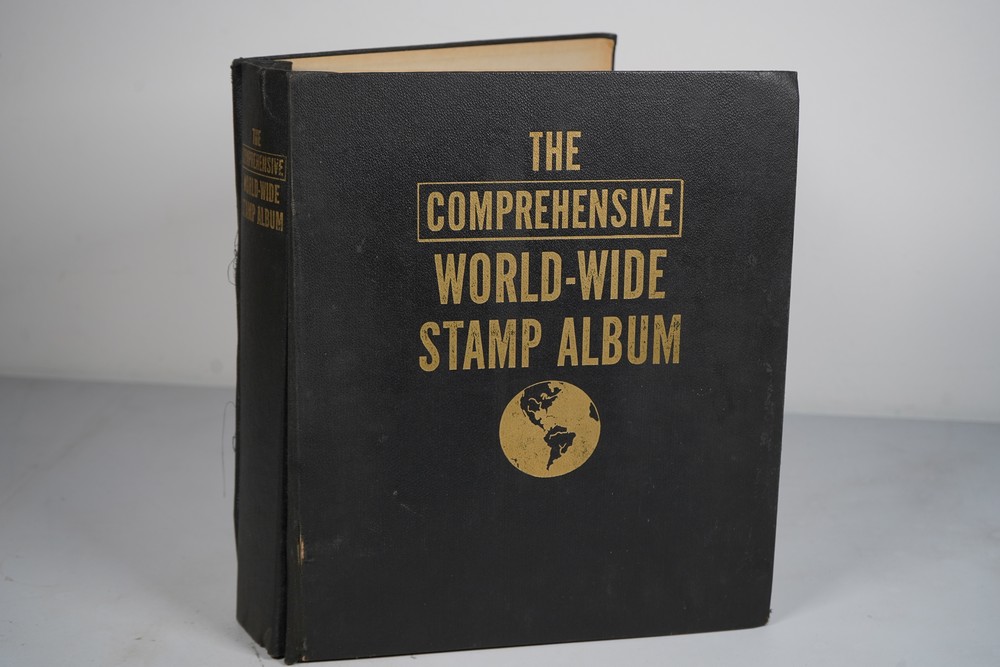 THE
COMPREHENSIVE
WORLD-WIDE
STAMP ALBUM
THE
COMPREHENSIVE
WORLD-WIDE
STAMP ALBUM